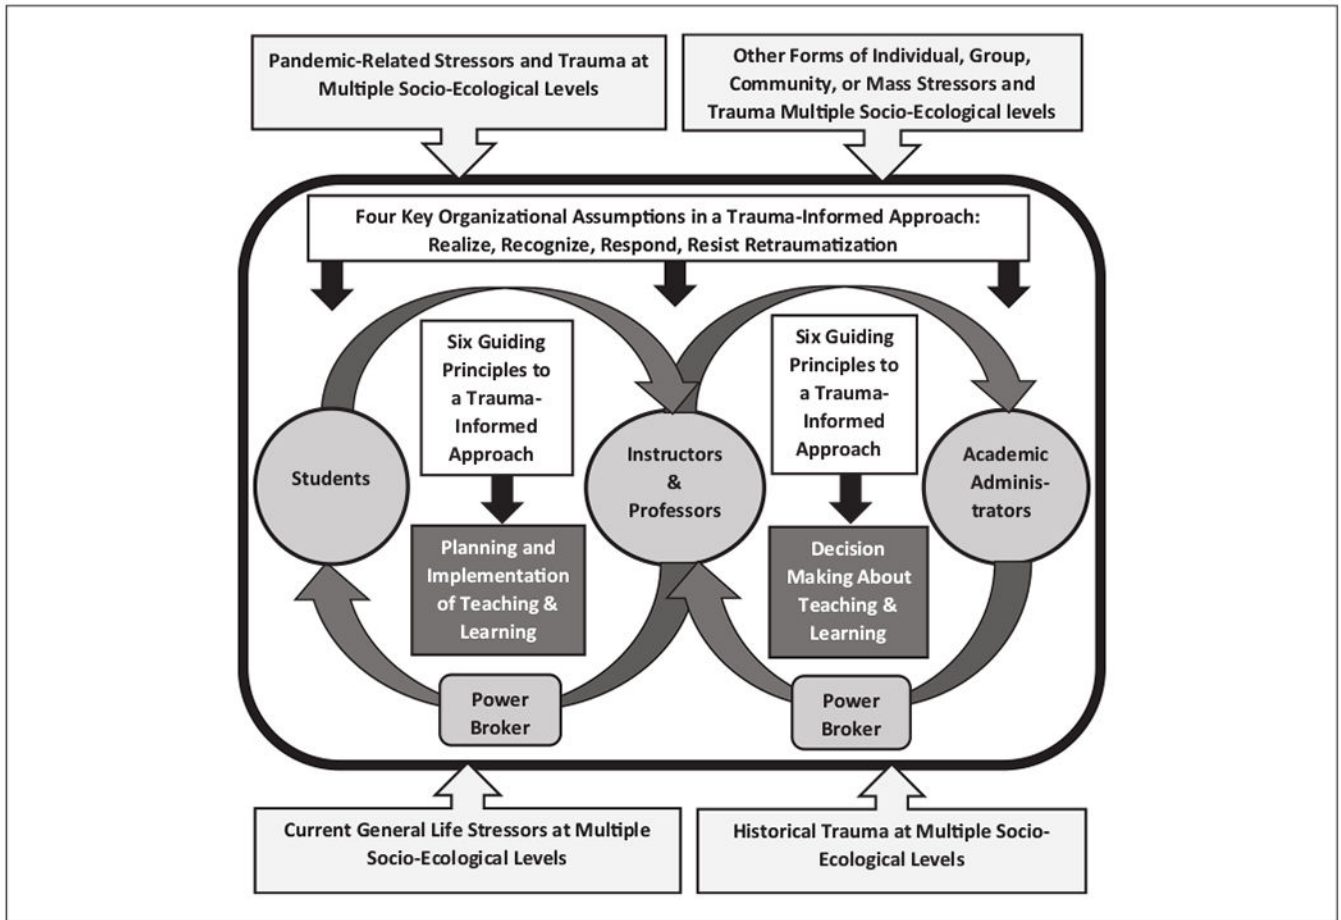 Pandemic-Related Stressors and Trauma at
Multiple Socio-Ecological Levels
Other Forms of Individual, Group,
Community, or Mass Stressors and
Trauma Multiple Socio-Ecological levels
Four Key Organizational Assumptions in a Trauma-Informed Approach:
Realize, Recognize, Respond, Resist Retraumatization
Students
Six Guiding
Principles to
a Trauma-
Informed
Approach
Planning and
Implementation
of Teaching &
Learning
Power
Broker
Instructors
&
Professors
Six Guiding
Principles to
a Trauma-
Informed
Approach
Decision
Making About
Teaching &
Learning
Power
Broker
Academic
Adminis-
trators
Current General Life Stressors at Multiple
Socio-Ecological Levels
Historical Trauma at Multiple Socio-
Ecological Levels